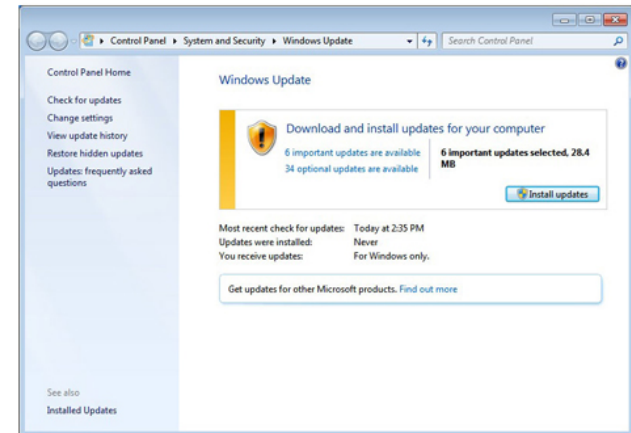 Control Panel ▸ System and Security ▸ Windows Update
Search Control Panel
Control Panel Home
Check for updates
Change settings
View update history
Restore hidden updates
Updates: frequently asked
questions
See also
Installed Updates
Windows Update
Download and install updates for your computer
6 important updates are available
34 optional updates are available
6 important updates selected, 28.4
MB
Install updates
Most recent check for updates: Today at 2:35 PM
Updates were installed: Never
You receive updates: For Windows only.
Get updates for other Microsoft products. Find out more